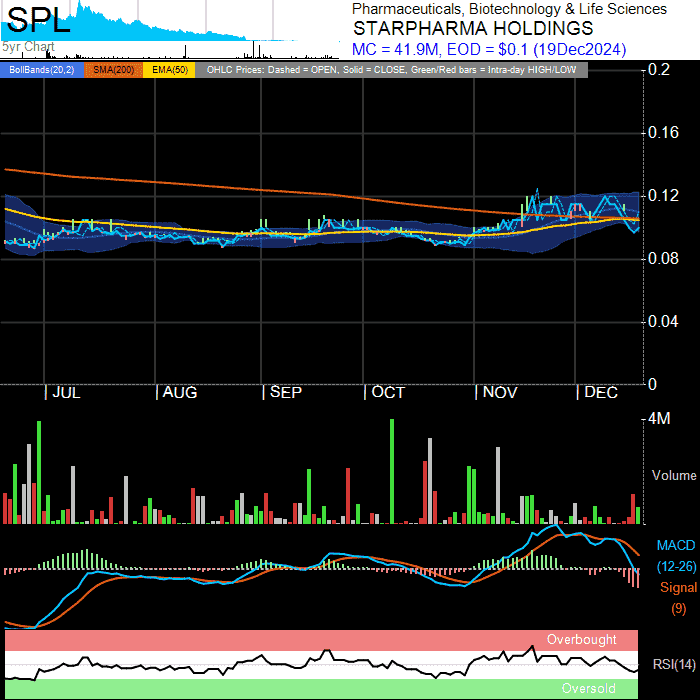 SPL
5yr Chart
Pharmaceuticals, Biotechnology & Life Sciences
STARPHARMA HOLDINGS
MC = 41.9M, EOD = $0.1 (19Dec2024)
BollBands(20,2) SMA(200) EMA(50) OHLC Prices: Dashed = OPEN, Solid = CLOSE, Green/Red bars = Intra-day HIGH/LOW
0.2
0.16
0.12
0.08
0.04
0
| JUL | AUG | SEP | OCT | NOV | DEC
4M
Volume
MACD
(12-26)
Signal
(9)
Overbought
RSI(14)
Oversold